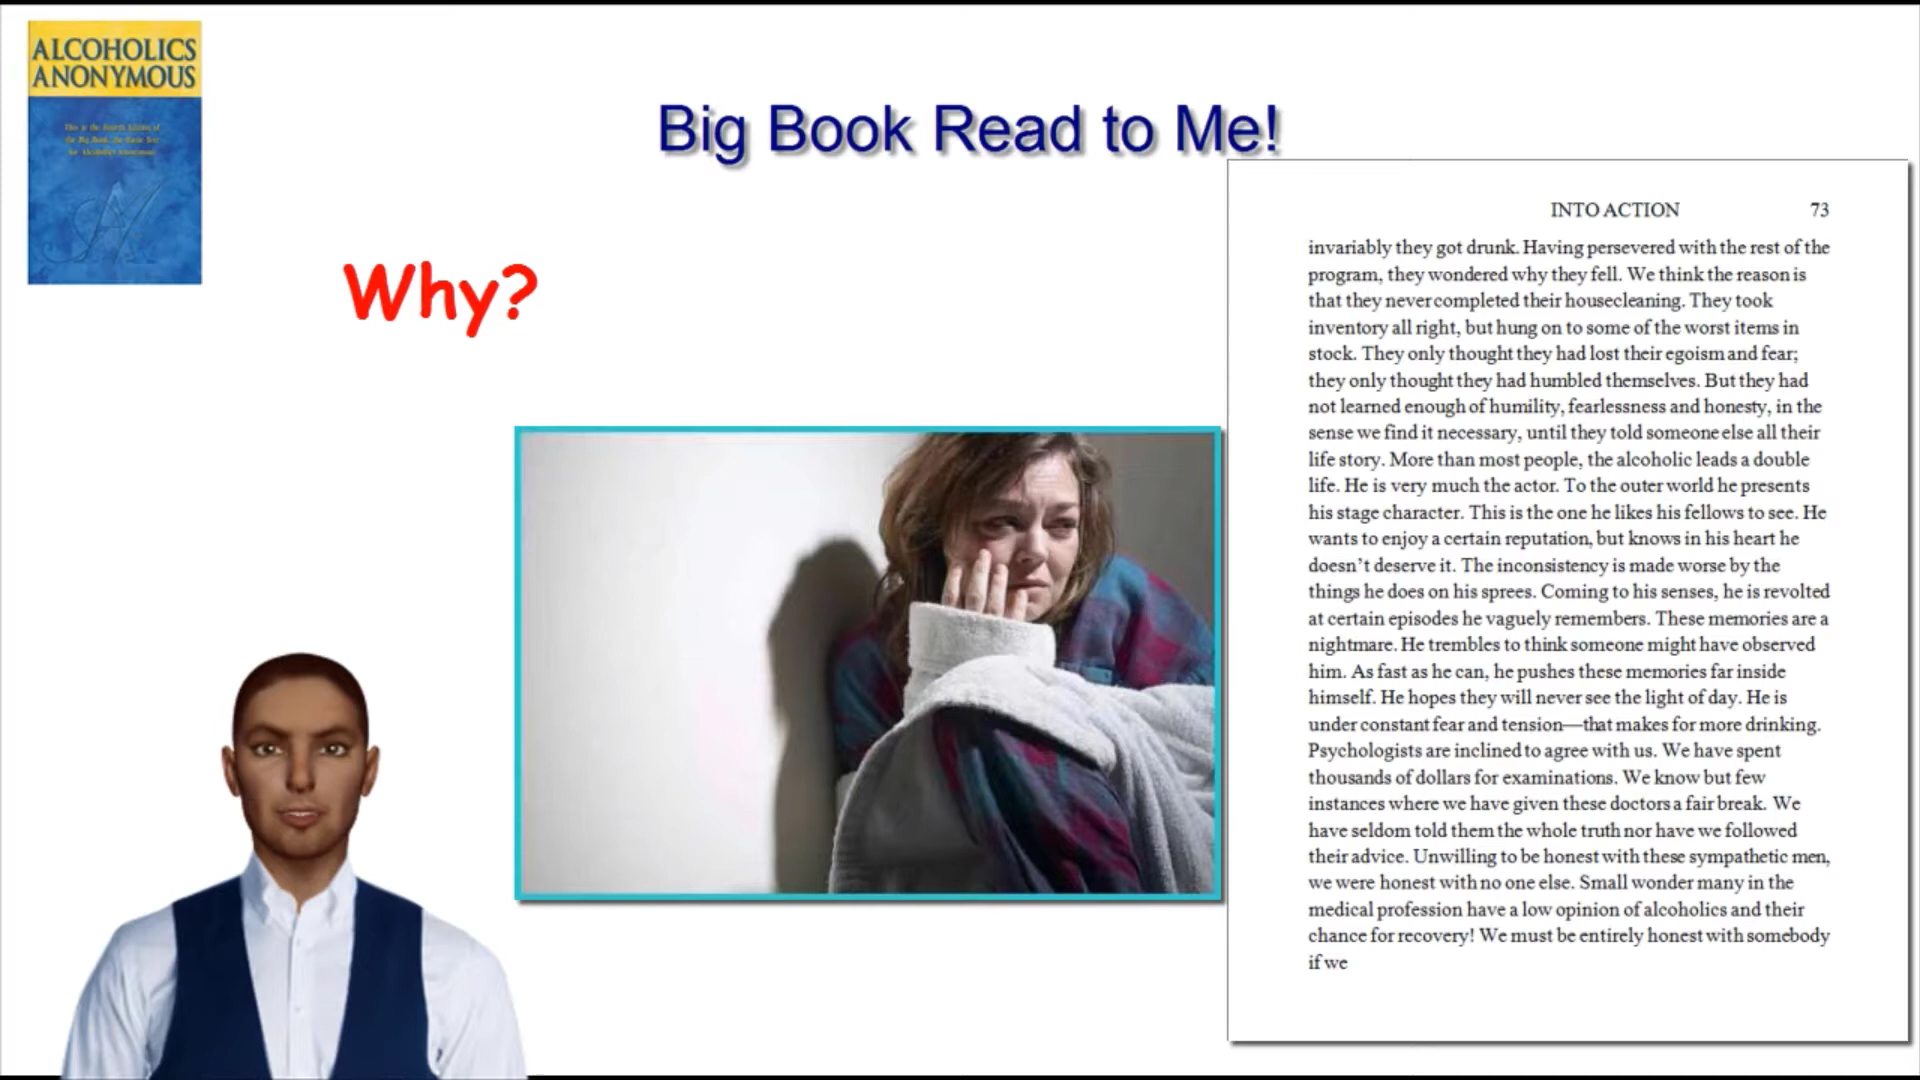 ALCOHOLICS
ANONYMOUS
This is the Fourth Edition of
the Big Book, the Basic Text
for Alcoholics Anonymous
Big Book Read to Me!
Why?
INTO ACTION 73
invariably they got drunk. Having persevered with the rest of the
program, they wondered why they fell. We think the reason is
that they never completed their housecleaning. They took
inventory all right, but hung on to some of the worst items in
stock. They only thought they had lost their egoism and fear;
they only thought they had humbled themselves. But they had
not learned enough of humility, fearlessness and honesty, in the
sense we find it necessary, until they told someone else all their
life story. More than most people, the alcoholic leads a double
life. He is very much the actor. To the outer world he presents
his stage character. This is the one he likes his fellows to see. He
wants to enjoy a certain reputation, but knows in his heart he
doesn’t deserve it. The inconsistency is made worse by the
things he does on his sprees. Coming to his senses, he is revolted
at certain episodes he vaguely remembers. These memories are a
nightmare. He trembles to think someone might have observed
him. As fast as he can, he pushes these memories far inside
himself. He hopes they will never see the light of day. He is
under constant fear and tension—that makes for more drinking.
Psychologists are inclined to agree with us. We have spent
thousands of dollars for examinations. We know but few
instances where we have given these doctors a fair break. We
have seldom told them the whole truth nor have we followed
their advice. Unwilling to be honest with these sympathetic men,
we were honest with no one else. Small wonder many in the
medical profession have a low opinion of alcoholics and their
chance for recovery! We must be entirely honest with somebody
if we